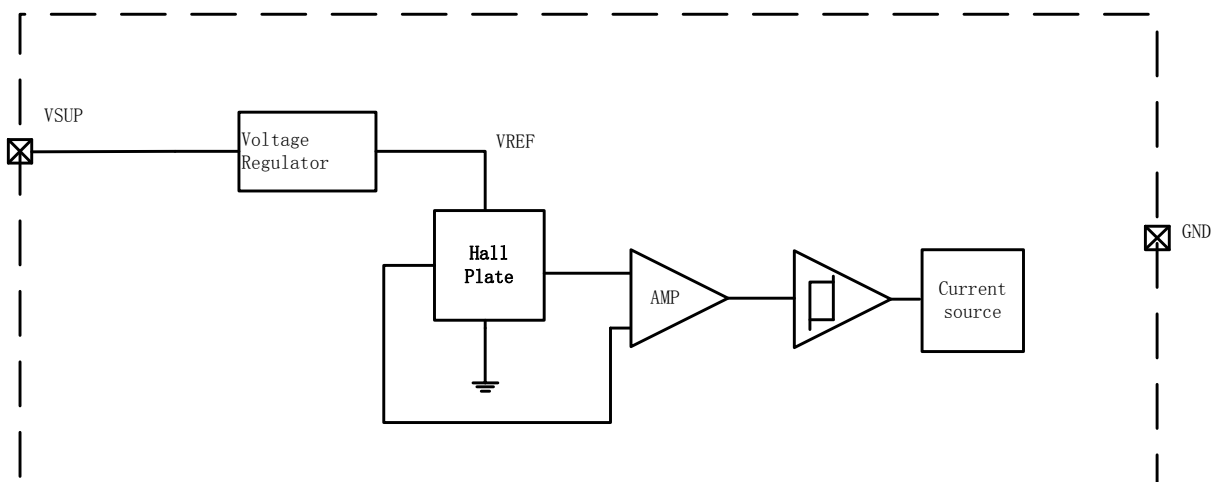 VSUP
Voltage
Regulator
VREF
Hall
Plate
AMP
Current
source
GND